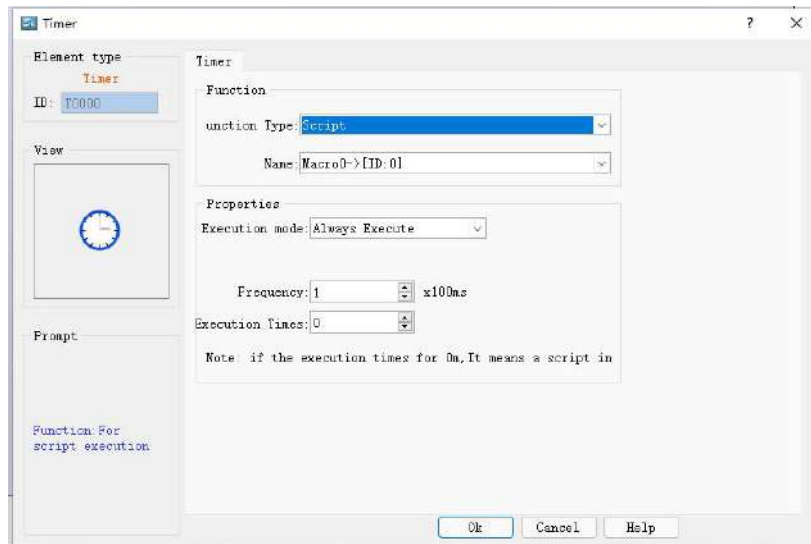 Timer
?
Element type
Timer
ID: T0000
View
Prompt
Function:For
script execution
Timer
Function
unction Type: Script
Name: Macro0->[ID:0]
Properties
Execution mode: Always Execute
Frequency: 1 x100ms
Execution Times: 0
Note: if the execution times for 0m,It means a script in
Ok
Cancel
Help